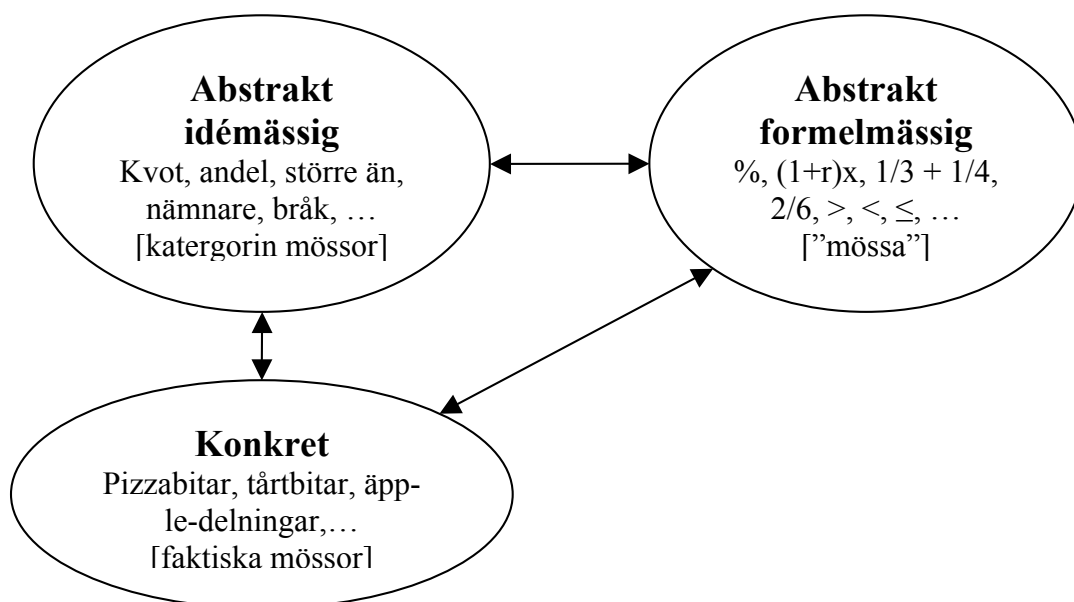 Abstrakt
idémässig
Kvot, andel, större än,
nämnare, bråk, …
[katergorin mössor]
Abstrakt
formelmässig
%, (1+r)x, 1/3 + 1/4,
2/6, >, <, ≤, …
[”mössa”]
Konkret
Pizzabitar, tårtbitar, äpp-
le-delningar,…
[faktiska mössor]